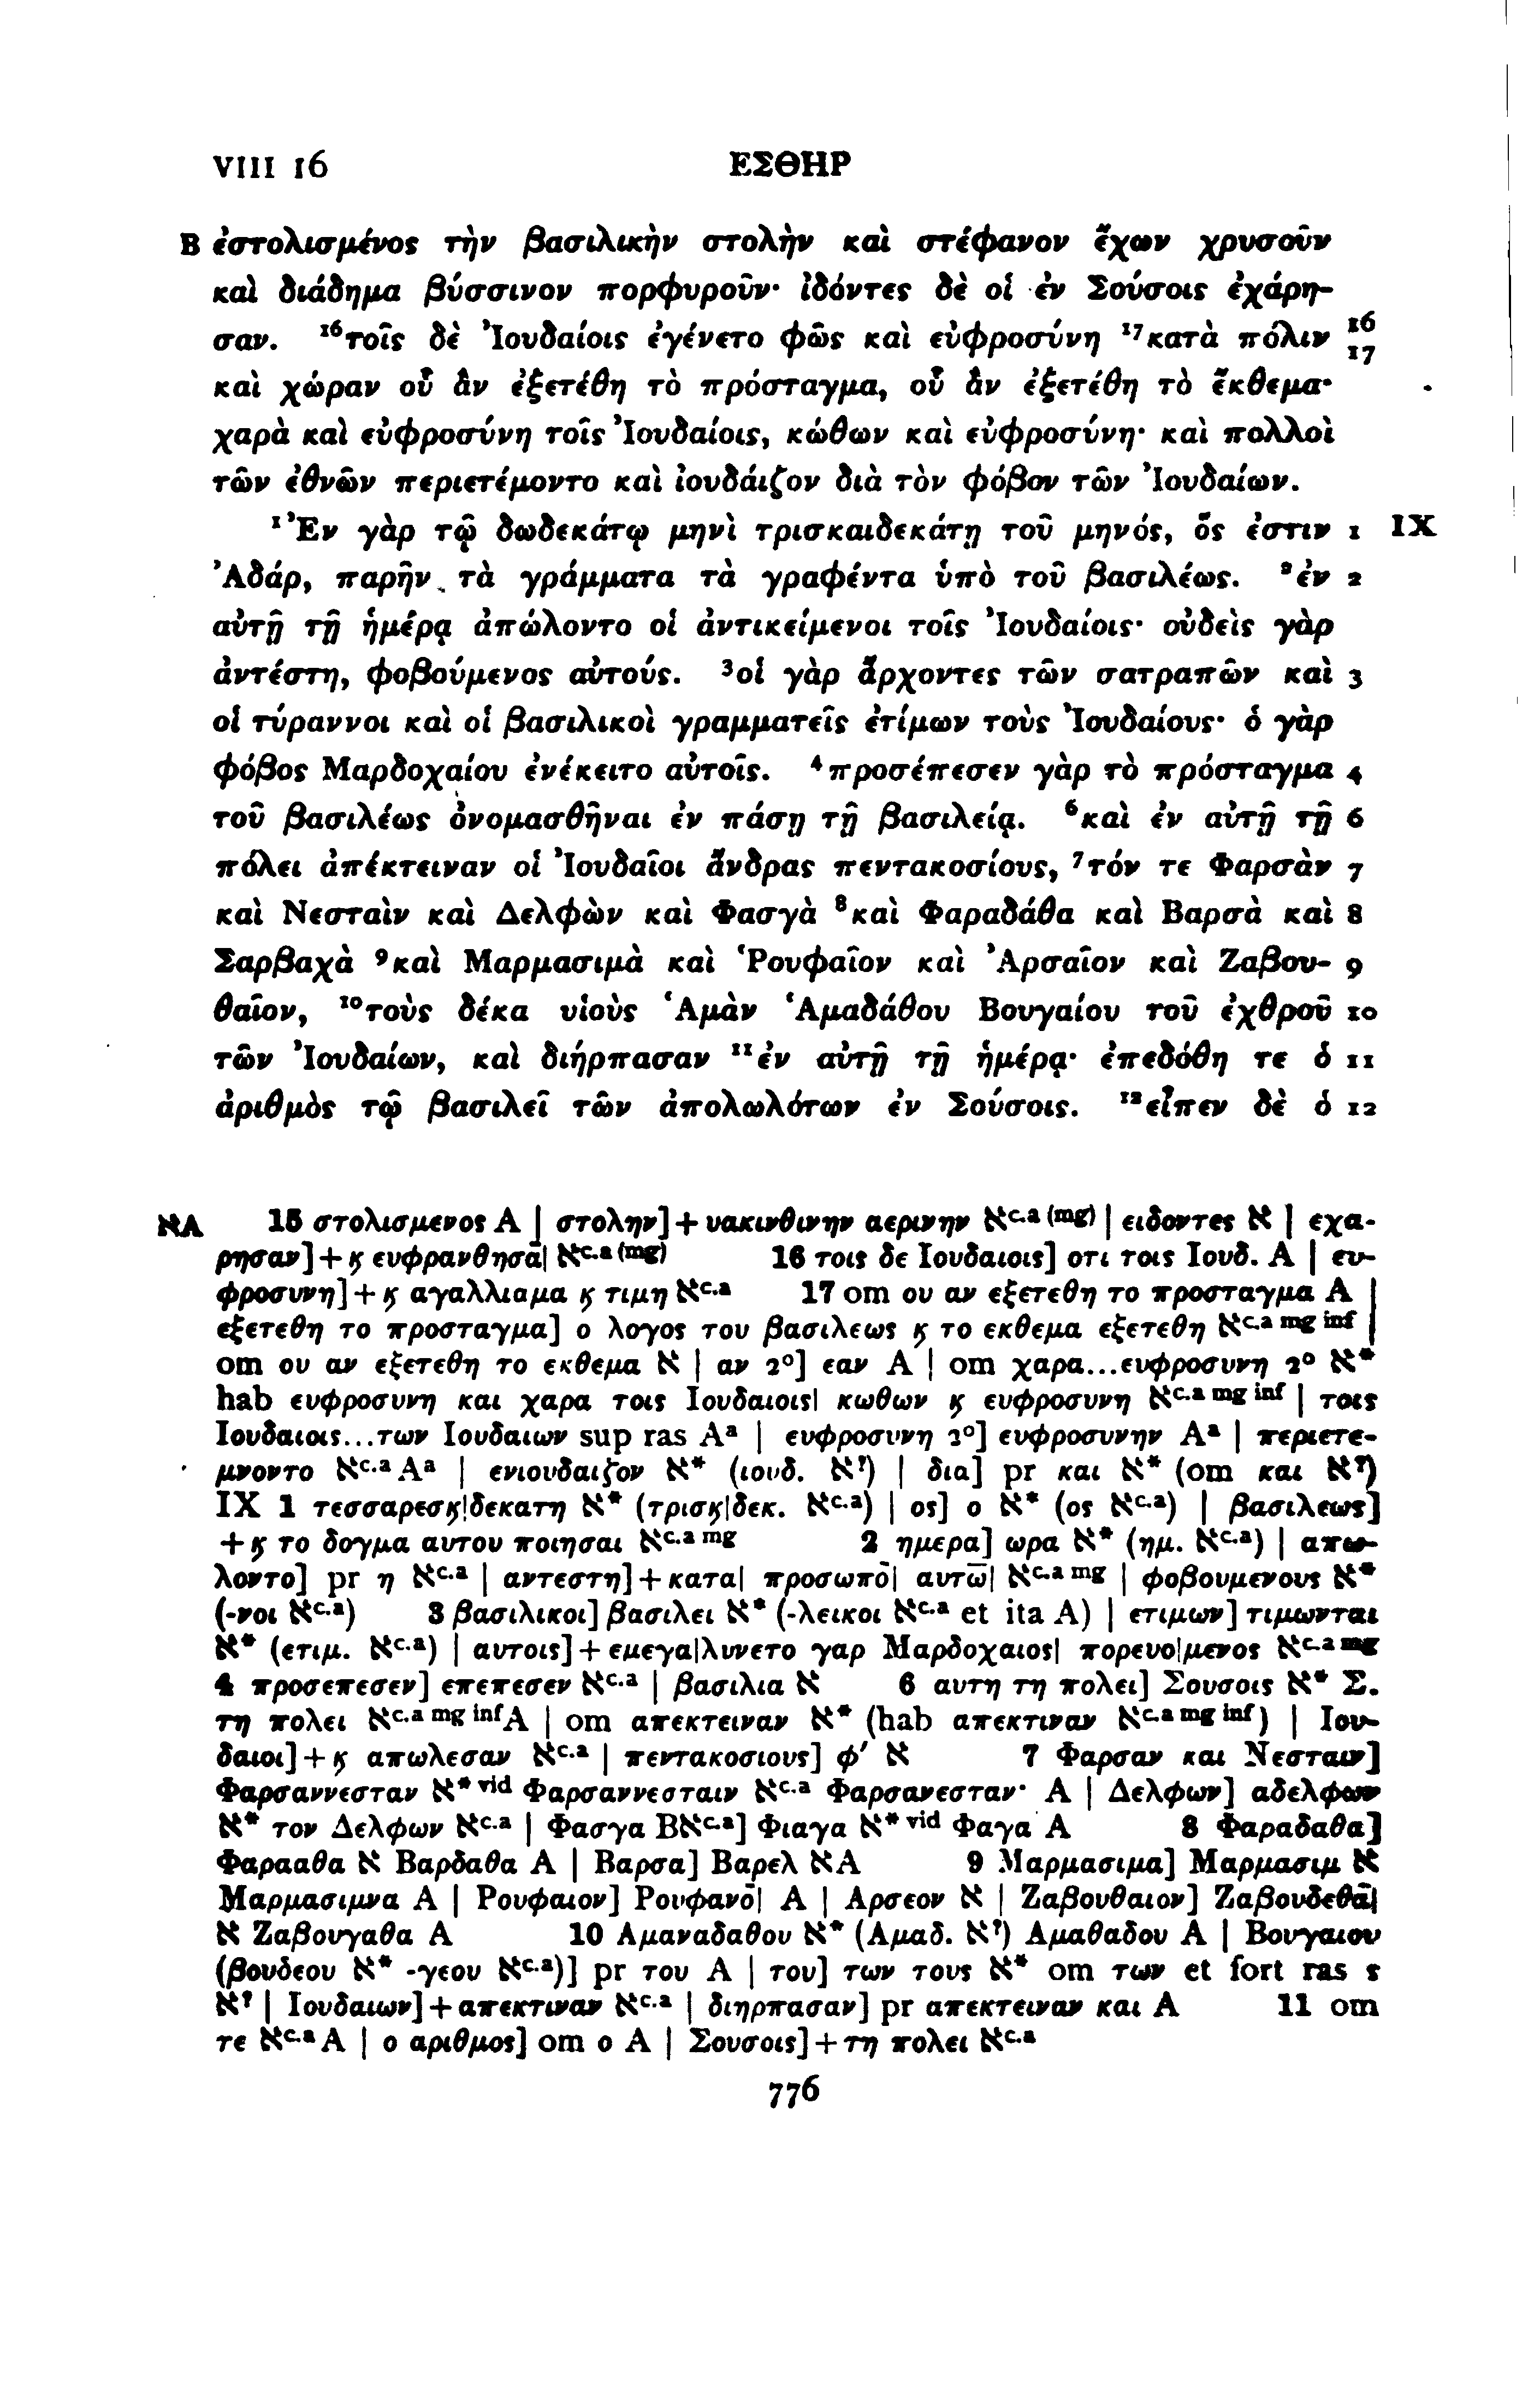 VIII 16 ΕΣΘΗΡ
B ἐστολισμένος τὴν βασιλικὴν στολὴν καὶ στέφανον ἔχων χρυσοῦν
καὶ διάδημα βύσσινον πορφυροῦν· ἰδόντες δὲ οἱ ἐν Σούσοις ἐχάρη-
σαν. ¹⁶τοῖς δὲ Ἰουδαίοις ἐγένετο φῶς καὶ εὐφροσύνη ¹⁷κατὰ πόλιν 16 17
καὶ χώραν οὗ ἂν ἐξετέθη τὸ πρόσταγμα, οὗ ἂν ἐξετέθη τὸ ἔκθεμα·
χαρὰ καὶ εὐφροσύνη τοῖς Ἰουδαίοις, κώθων καὶ εὐφροσύνη· καὶ πολλοὶ
τῶν ἐθνῶν περιετέμοντο καὶ ἰουδάιζον διὰ τὸν φόβον τῶν Ἰουδαίων.
¹Ἐν γὰρ τῷ δωδεκάτῳ μηνὶ τρισκαιδεκάτῃ τοῦ μηνός, ὅς ἐστιν 1 IX
Ἀδάρ, παρῆν τὰ γράμματα τὰ γραφέντα ὑπὸ τοῦ βασιλέως. ²ἐν 2
αὐτῇ τῇ ἡμέρᾳ ἀπώλοντο οἱ ἀντικείμενοι τοῖς Ἰουδαίοις· οὐδεὶς γὰρ
ἀντέστη, φοβούμενος αὐτούς. ³οἱ γὰρ ἄρχοντες τῶν σατραπῶν καὶ 3
οἱ τύραννοι καὶ οἱ βασιλικοὶ γραμματεῖς ἐτίμων τοὺς Ἰουδαίους· ὁ γὰρ
φόβος Μαρδοχαίου ἐνέκειτο αὐτοῖς. ⁴προσέπεσεν γὰρ τὸ πρόσταγμα 4
τοῦ βασιλέως ὀνομασθῆναι ἐν πάσῃ τῇ βασιλείᾳ. ⁶καὶ ἐν αὐτῇ τῇ 6
πόλει ἀπέκτειναν οἱ Ἰουδαῖοι ἄνδρας πεντακοσίους, ⁷τόν τε Φαρσὰν 7
καὶ Νεσταὶν καὶ Δελφὼν καὶ Φασγὰ ⁸καὶ Φαραδάθα καὶ Βαρσὰ καὶ 8
Σαρβαχὰ ⁹καὶ Μαρμασιμὰ καὶ Ῥουφαῖον καὶ Ἀρσαῖον καὶ Ζαβου- 9
θαῖον, ¹⁰τοὺς δέκα υἱοὺς Ἁμὰν Ἁμαδάθου Βουγαίου τοῦ ἐχθροῦ 10
τῶν Ἰουδαίων, καὶ διήρπασαν ¹¹ἐν αὐτῇ τῇ ἡμέρᾳ· ἐπεδόθη τε ὁ 11
ἀριθμὸς τῷ βασιλεῖ τῶν ἀπολωλότων ἐν Σούσοις. ¹²εἶπεν δὲ ὁ 12
אA 15 στολισμενος A | στολην] + υακινθινην αερινην א^c.a (mg) | ειδοντες א | εχα-
ρησαν] + ϗ ευφρανθησα̅| א^c.a (mg) 16 τοις δε Ιουδαιοις] οτι τοις Ιουδ. A | ευ-
φροσυνη] + ϗ αγαλλιαμα ϗ τιμη א^c.a 17 om ου αν εξετεθη το προσταγμα A |
εξετεθη το προσταγμα] ο λογος του βασιλεως ϗ το εκθεμα εξετεθη א^c.a mg inf |
om ου αν εξετεθη το εκθεμα א | αν 2°] εαν A | om χαρα...ευφροσυνη 2° א*
hab ευφροσυνη και χαρα τοις Ιουδαιοις| κωθων ϗ ευφροσυνη א^c.a mg inf | τοις
Ιουδαιοις...των Ιουδαιων sup ras A^a | ευφροσυνη 2°] ευφροσυνην A^a | περιετε-
μνοντο א^c.a A^a | ενιουδαιζον א* (ιουδ. א^?) | δια] pr και א* (om και א^?)
IX 1 τεσσαρεσϗ|δεκατη א* (τρισϗ|δεκ. א^c.a) | ος] ο א* (ος א^c.a) | βασιλεως]
+ ϗ το δογμα αυτου ποιησαι א^c.a mg 2 ημερα] ωρα א* (ημ. א^c.a) | απω-
λοντο] pr η א^c.a | αντεστη] + κατα| προσωπο̅| αυτω̅| א^c.a mg | φοβουμενους א*
(-νοι א^c.a) 3 βασιλικοι] βασιλει א* (-λεικοι א^c.a et ita A) | ετιμων] τιμωνται
א* (ετιμ. א^c.a) | αυτοις] + εμεγα|λυνετο γαρ Μαρδοχαιος| πορευο|μενος א^c.a mg
4 προσεπεσεν] επεπεσεν א^c.a | βασιλια א 6 αυτη τη πολει] Σουσοις א* Σ.
τη πολει א^c.a mg inf A | om απεκτειναν א* (hab απεκτιναν א^c.a mg inf) | Ιου-
δαιοι] + ϗ απωλεσαν א^c.a | πεντακοσιους] φ′ א 7 Φαρσαν και Νεσταιν]
Φαρσαννεσταν א* vid Φαρσαννεσταιν א^c.a Φαρσανεσταν· A | Δελφων] αδελφων
א* τον Δελφων א^c.a | Φασγα Bא^c.a] Φιαγα א* vid Φαγα A 8 Φαραδαθα]
Φαρααθα א Βαρδαθα A | Βαρσα] Βαρελ אA 9 Μαρμασιμα] Μαρμασιμ א
Μαρμασιμνα A | Ρουφαιον] Ρουφανο̅| A | Αρσεον א | Ζαβουθαιον] Ζαβουδεθα̅|
א Ζαβουγαθα A 10 Αμαναδαθου א* (Αμαδ. א^?) Αμαθαδου A | Βουγαιου
(βουδεου א* -γεου א^c.a)] pr του A | του] των τους א* om των et fort ras s
א^? | Ιουδαιων] + απεκτιναν א^c.a | διηρπασαν] pr απεκτειναν και A 11 om
τε א^c.a A | ο αριθμος] om ο A | Σουσοις] + τη πολει א^c.a
776